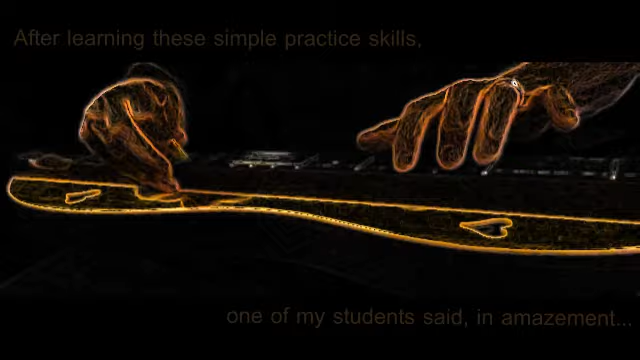 After learning these simple practice skills,
one of my students said, in amazement...